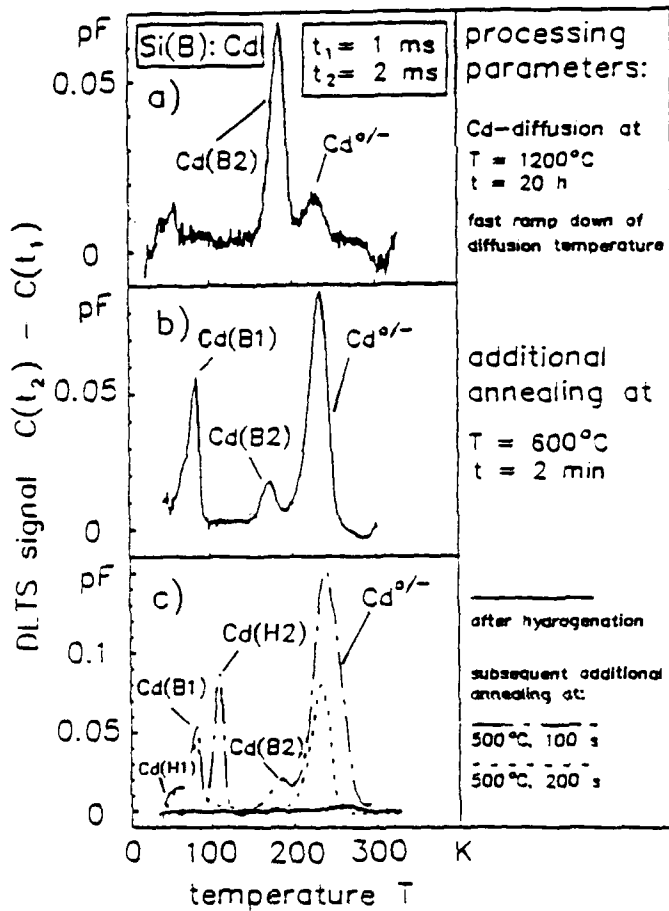 DLTS signal C(t₂) − C(t₁)
pF
0.05
0
a)
Si(B): Cd
t₁ = 1 ms
t₂ = 2 ms
Cd(B2)
Cd⁰/⁻
processing
parameters:
Cd-diffusion at
T = 1200°C
t = 20 h
fast ramp down of
diffusion temperature
pF
0.05
0
b)
Cd(B1)
Cd(B2)
Cd⁰/⁻
additional
annealing at
T = 600°C
t = 2 min
pF
0.1
0.05
0
c)
Cd(H2)
Cd⁰/⁻
Cd(B1)
Cd(B2)
Cd(H1)
after hydrogenation
subsequent additional
annealing at:
500°C, 100 s
500°C, 200 s
0 100 200 300 K
temperature T